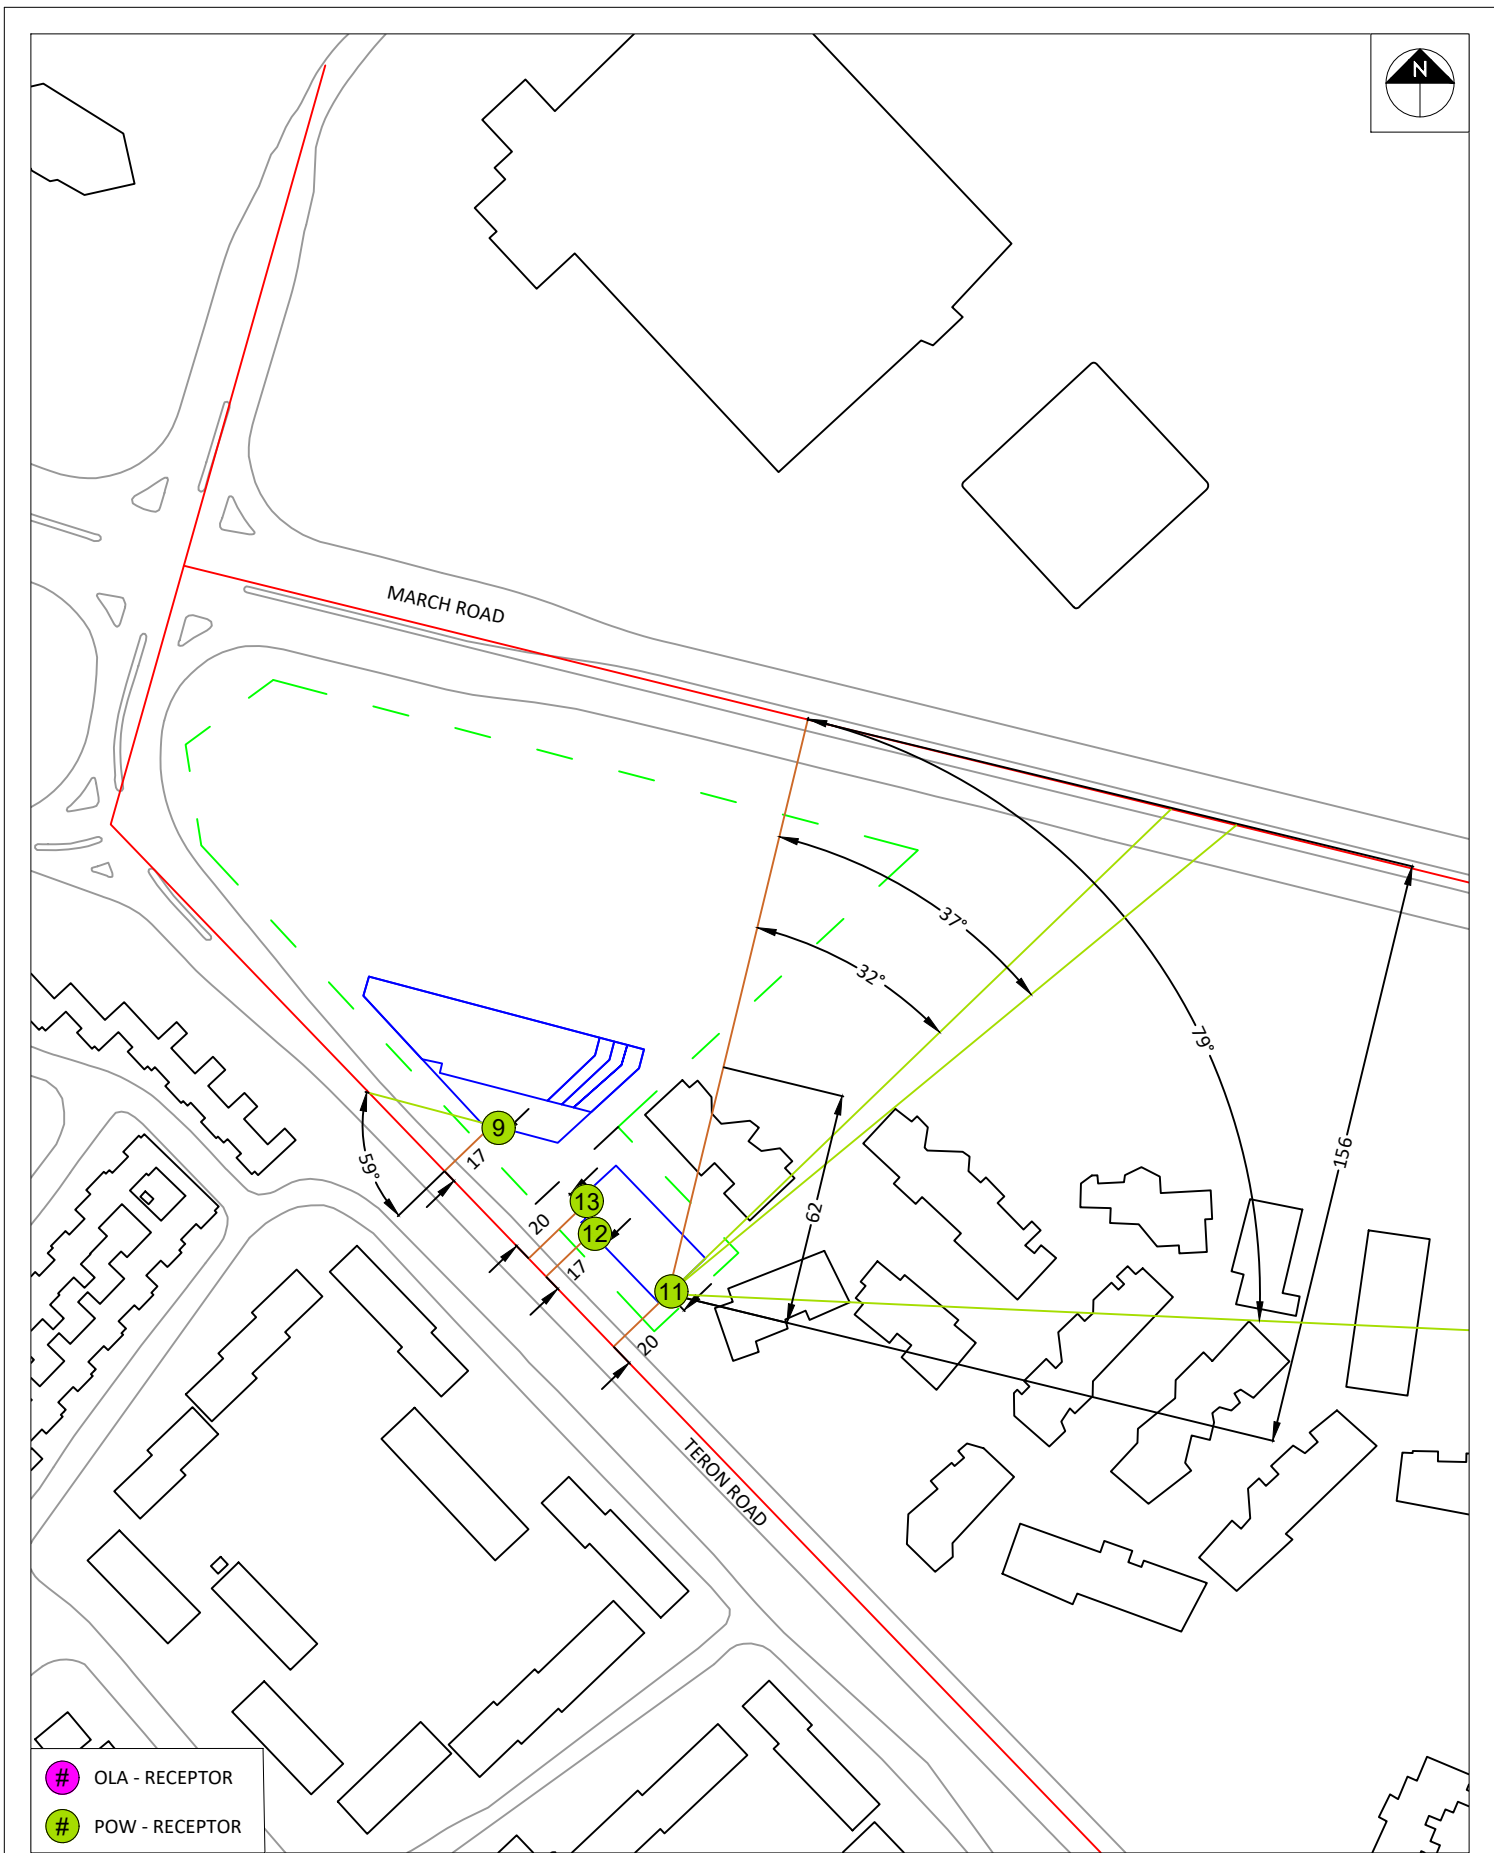 N
MARCH ROAD
37°
32°
79°
9
59°
17
156
13
62
20
12
17
11
20
TERON ROAD
# OLA - RECEPTOR
# POW - RECEPTOR